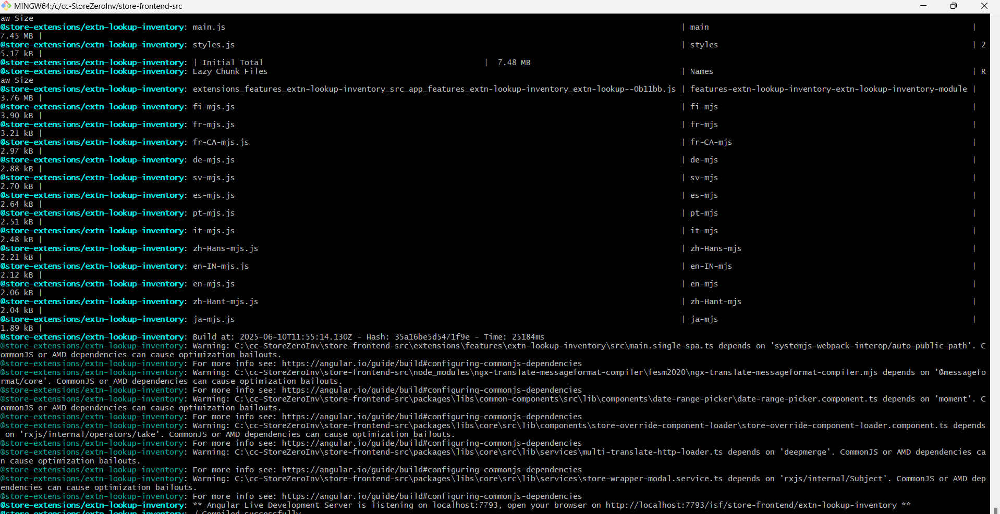 MINGW64:/c/cc-StoreZeroInv/store-frontend-src
aw Size
@store-extensions/extn-lookup-inventory: main.js | main |
7.45 MB |
@store-extensions/extn-lookup-inventory: styles.js | styles | 2
5.17 kB |
@store-extensions/extn-lookup-inventory: | Initial Total | 7.48 MB
@store-extensions/extn-lookup-inventory: Lazy Chunk Files | Names | R
aw Size
@store-extensions/extn-lookup-inventory: extensions_features_extn-lookup-inventory_src_app_features_extn-lookup-inventory_extn-lookup--0b11bb.js | features-extn-lookup-inventory-extn-lookup-inventory-module |
3.76 MB |
@store-extensions/extn-lookup-inventory: fi-mjs.js | fi-mjs |
3.90 kB |
@store-extensions/extn-lookup-inventory: fr-mjs.js | fr-mjs |
3.21 kB |
@store-extensions/extn-lookup-inventory: fr-CA-mjs.js | fr-CA-mjs |
2.97 kB |
@store-extensions/extn-lookup-inventory: de-mjs.js | de-mjs |
2.88 kB |
@store-extensions/extn-lookup-inventory: sv-mjs.js | sv-mjs |
2.70 kB |
@store-extensions/extn-lookup-inventory: es-mjs.js | es-mjs |
2.64 kB |
@store-extensions/extn-lookup-inventory: pt-mjs.js | pt-mjs |
2.51 kB |
@store-extensions/extn-lookup-inventory: it-mjs.js | it-mjs |
2.48 kB |
@store-extensions/extn-lookup-inventory: zh-Hans-mjs.js | zh-Hans-mjs |
2.21 kB |
@store-extensions/extn-lookup-inventory: en-IN-mjs.js | en-IN-mjs |
2.12 kB |
@store-extensions/extn-lookup-inventory: en-mjs.js | en-mjs |
2.06 kB |
@store-extensions/extn-lookup-inventory: zh-Hant-mjs.js | zh-Hant-mjs |
2.04 kB |
@store-extensions/extn-lookup-inventory: ja-mjs.js | ja-mjs |
1.89 kB |
@store-extensions/extn-lookup-inventory: Build at: 2025-06-10T11:55:14.130Z - Hash: 35a16be5d5471f9e - Time: 25184ms
@store-extensions/extn-lookup-inventory: Warning: C:\cc-StoreZeroInv\store-frontend-src\extensions\features\extn-lookup-inventory\src\main.single-spa.ts depends on 'systemjs-webpack-interop/auto-public-path'. C
ommonJS or AMD dependencies can cause optimization bailouts.
@store-extensions/extn-lookup-inventory: For more info see: https://angular.io/guide/build#configuring-commonjs-dependencies
@store-extensions/extn-lookup-inventory: Warning: C:\cc-StoreZeroInv\store-frontend-src\node_modules\ngx-translate-messageformat-compiler\fesm2020\ngx-translate-messageformat-compiler.mjs depends on '@messagefo
rmat/core'. CommonJS or AMD dependencies can cause optimization bailouts.
@store-extensions/extn-lookup-inventory: For more info see: https://angular.io/guide/build#configuring-commonjs-dependencies
@store-extensions/extn-lookup-inventory: Warning: C:\cc-StoreZeroInv\store-frontend-src\packages\libs\common-components\src\lib\components\date-range-picker\date-range-picker.component.ts depends on 'moment'. C
ommonJS or AMD dependencies can cause optimization bailouts.
@store-extensions/extn-lookup-inventory: For more info see: https://angular.io/guide/build#configuring-commonjs-dependencies
@store-extensions/extn-lookup-inventory: Warning: C:\cc-StoreZeroInv\store-frontend-src\packages\libs\core\src\lib\components\store-override-component-loader\store-override-component-loader.component.ts depends
 on 'rxjs/internal/operators/take'. CommonJS or AMD dependencies can cause optimization bailouts.
@store-extensions/extn-lookup-inventory: For more info see: https://angular.io/guide/build#configuring-commonjs-dependencies
@store-extensions/extn-lookup-inventory: Warning: C:\cc-StoreZeroInv\store-frontend-src\packages\libs\core\src\lib\services\multi-translate-http-loader.ts depends on 'deepmerge'. CommonJS or AMD dependencies ca
n cause optimization bailouts.
@store-extensions/extn-lookup-inventory: For more info see: https://angular.io/guide/build#configuring-commonjs-dependencies
@store-extensions/extn-lookup-inventory: Warning: C:\cc-StoreZeroInv\store-frontend-src\packages\libs\core\src\lib\services\store-wrapper-modal.service.ts depends on 'rxjs/internal/Subject'. CommonJS or AMD dep
endencies can cause optimization bailouts.
@store-extensions/extn-lookup-inventory: For more info see: https://angular.io/guide/build#configuring-commonjs-dependencies
@store-extensions/extn-lookup-inventory: ** Angular Live Development Server is listening on localhost:7793, open your browser on http://localhost:7793/isf/store-frontend/extn-lookup-inventory **
@store-extensions/extn-lookup-inventory: √ Compiled successfully